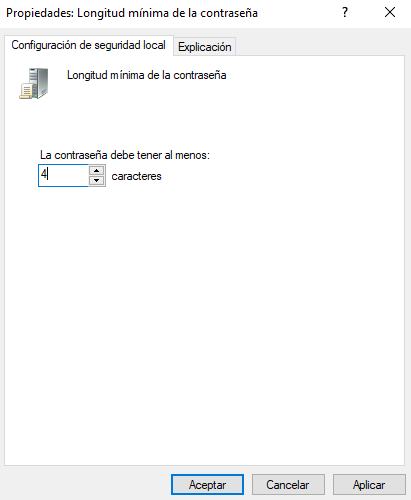 Propiedades: Longitud mínima de la contraseña ?
Configuración de seguridad local Explicación
Longitud mínima de la contraseña
La contraseña debe tener al menos:
4 caracteres
Aceptar Cancelar Aplicar